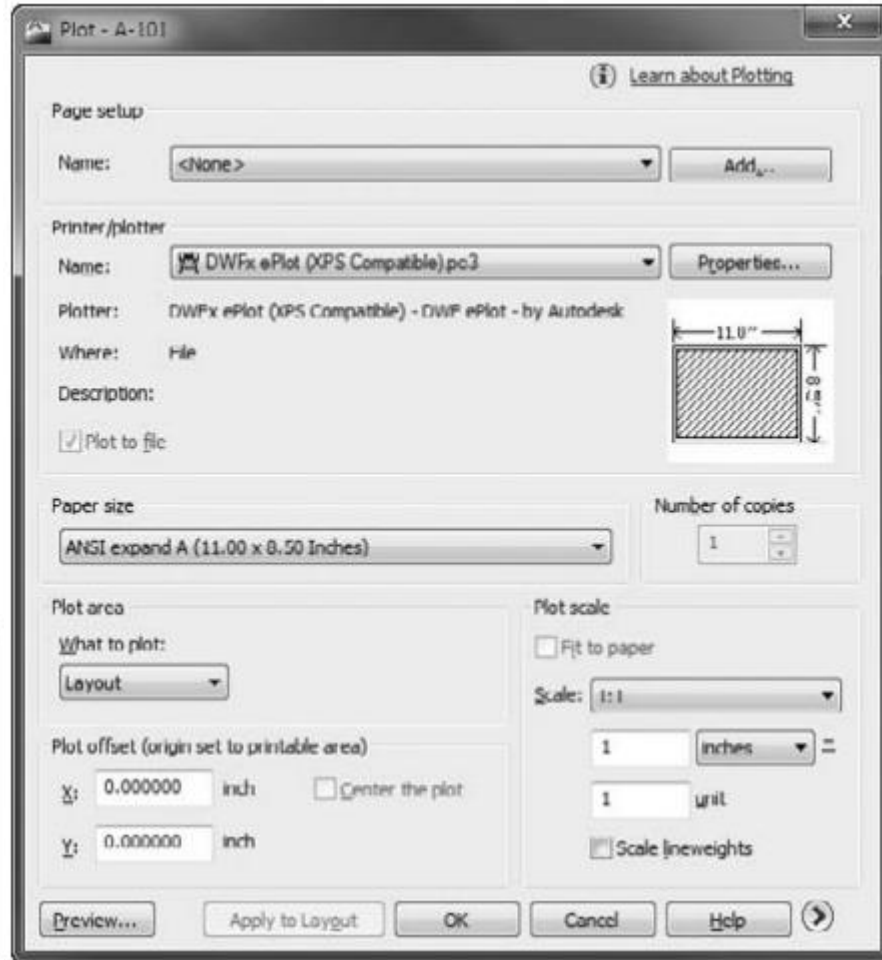 Plot - A-101
Learn about Plotting
Page setup
Name: <None> Add...
Printer/plotter
Name: DWFx ePlot (XPS Compatible).pc3 Properties...
Plotter: DWFx ePlot (XPS Compatible) - DWF ePlot - by Autodesk
Where: File
Description:
Plot to file
11.0"
8.5"
Paper size
ANSI expand A (11.00 x 8.50 Inches)
Number of copies
1
Plot area
What to plot:
Layout
Plot scale
Fit to paper
Scale: 1:1
1 inches =
1 unit
Scale lineweights
Plot offset (origin set to printable area)
X: 0.000000 inch Center the plot
Y: 0.000000 inch
Preview... Apply to Layout OK Cancel Help